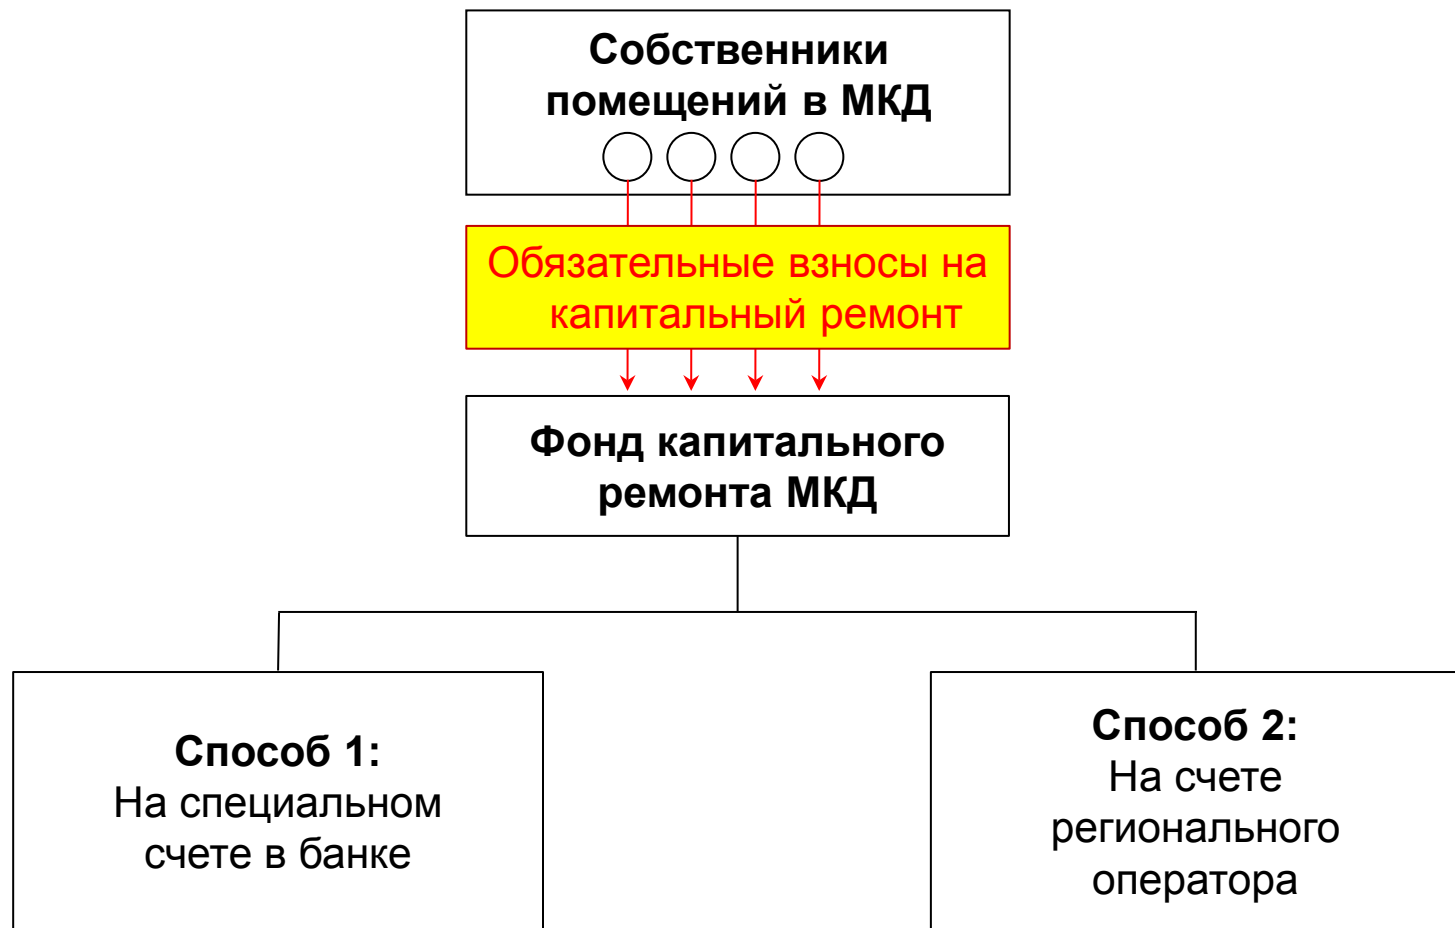 Собственники
помещений в МКД
Обязательные взносы на
капитальный ремонт
Фонд капитального
ремонта МКД
Способ 1:
На специальном
счете в банке
Способ 2:
На счете
регионального
оператора